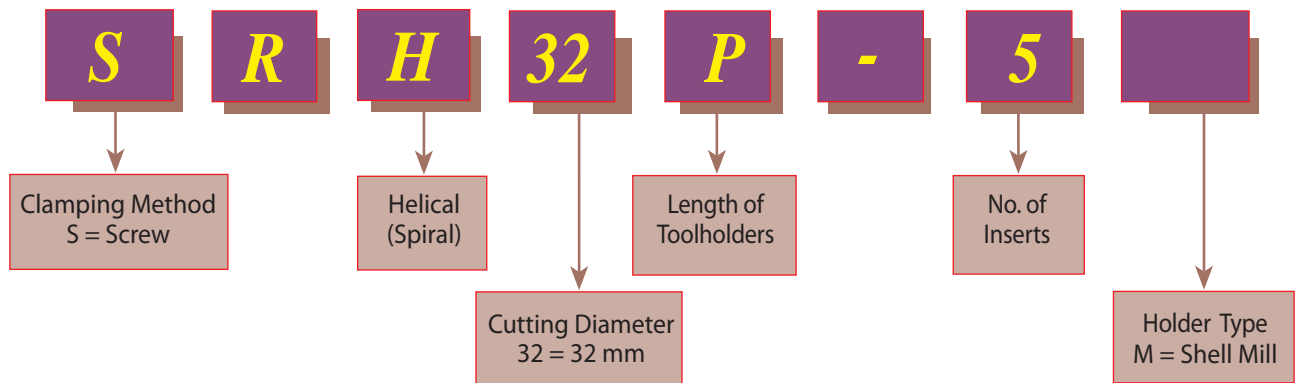 S R H 32 P - 5
Clamping Method
S = Screw
Helical
(Spiral)
Length of
Toolholders
No. of
Inserts
Cutting Diameter
32 = 32 mm
Holder Type
M = Shell Mill